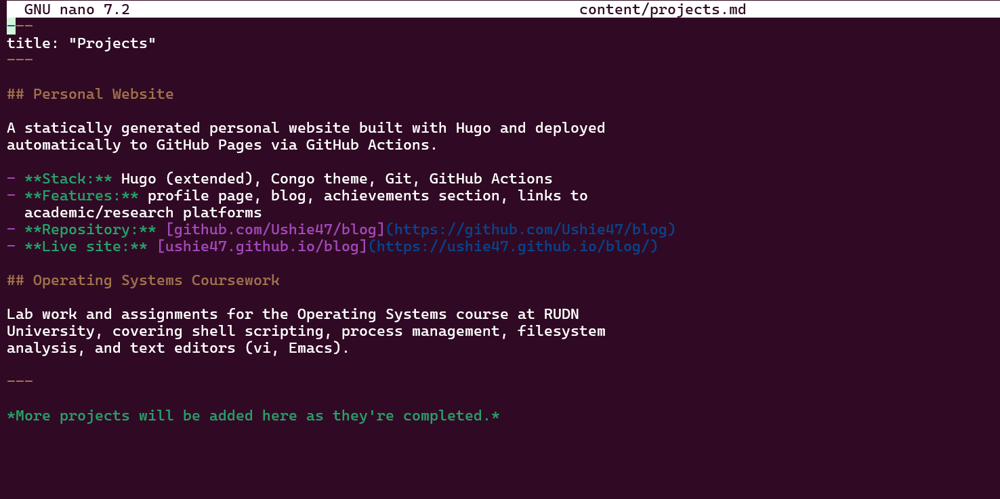 GNU nano 7.2 content/projects.md
---
title: "Projects"
---
## Personal Website
A statically generated personal website built with Hugo and deployed
automatically to GitHub Pages via GitHub Actions.
- **Stack:** Hugo (extended), Congo theme, Git, GitHub Actions
- **Features:** profile page, blog, achievements section, links to
academic/research platforms
- **Repository:** [github.com/Ushie47/blog](https://github.com/Ushie47/blog)
- **Live site:** [ushie47.github.io/blog](https://ushie47.github.io/blog/)
## Operating Systems Coursework
Lab work and assignments for the Operating Systems course at RUDN
University, covering shell scripting, process management, filesystem
analysis, and text editors (vi, Emacs).
---
*More projects will be added here as they're completed.*